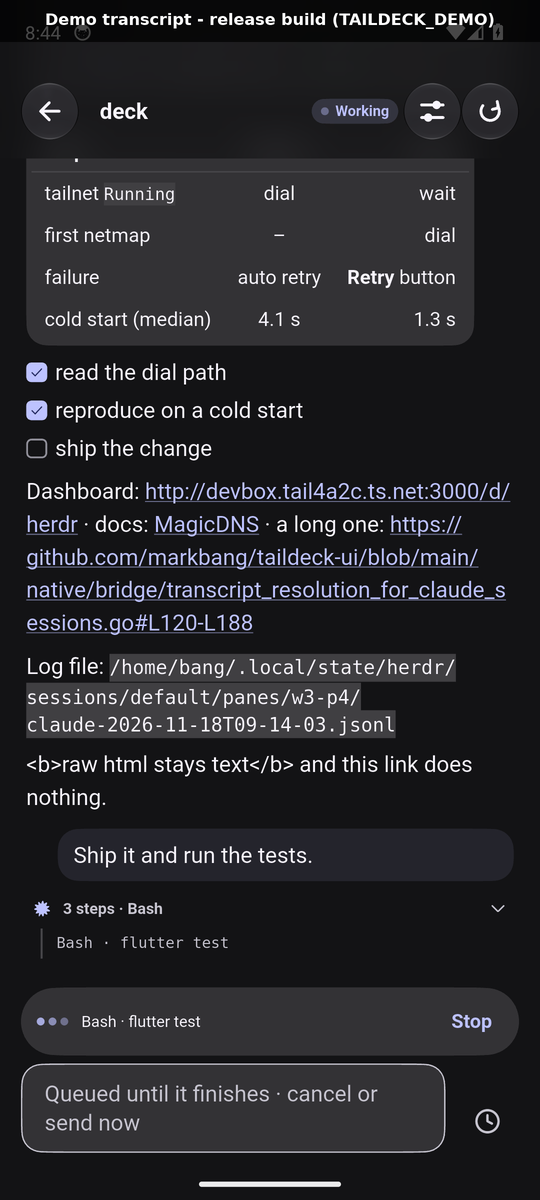 Demo transcript - release build (TAILDECK_DEMO)
8:44
deck
Working
tailnet Running dial wait
first netmap – dial
failure auto retry Retry button
cold start (median) 4.1 s 1.3 s
read the dial path
reproduce on a cold start
ship the change
Dashboard: http://devbox.tail4a2c.ts.net:3000/d/
herdr · docs: MagicDNS · a long one: https://
github.com/markbang/taildeck-ui/blob/main/
native/bridge/transcript_resolution_for_claude_s
essions.go#L120-L188
Log file: /home/bang/.local/state/herdr/
sessions/default/panes/w3-p4/
claude-2026-11-18T09-14-03.jsonl
<b>raw html stays text</b> and this link does
nothing.
Ship it and run the tests.
3 steps · Bash
Bash · flutter test
Bash · flutter test
Stop
Queued until it finishes · cancel or
send now